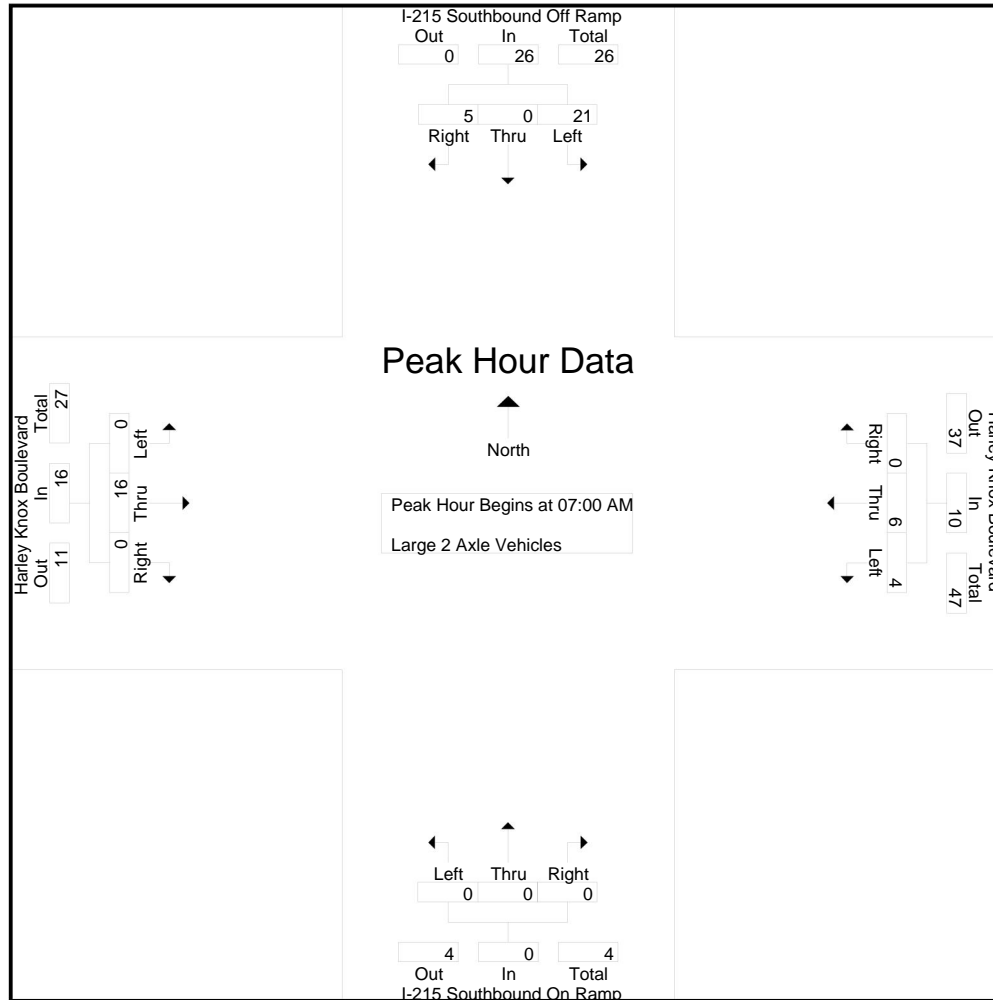 I-215 Southbound Off Ramp
Out In Total
0 26 26
5 0 21
Right Thru Left
Peak Hour Data
North
Peak Hour Begins at 07:00 AM
Large 2 Axle Vehicles
Harley Knox Boulevard
Out In Total
11 16 27
0 16 0
Left Thru Right
Harley Knox Boulevard
Out In Total
37 10 47
0 6 4
Right Thru Left
Left Thru Right
0 0 0
4 0 4
Out In Total
I-215 Southbound On Ramp